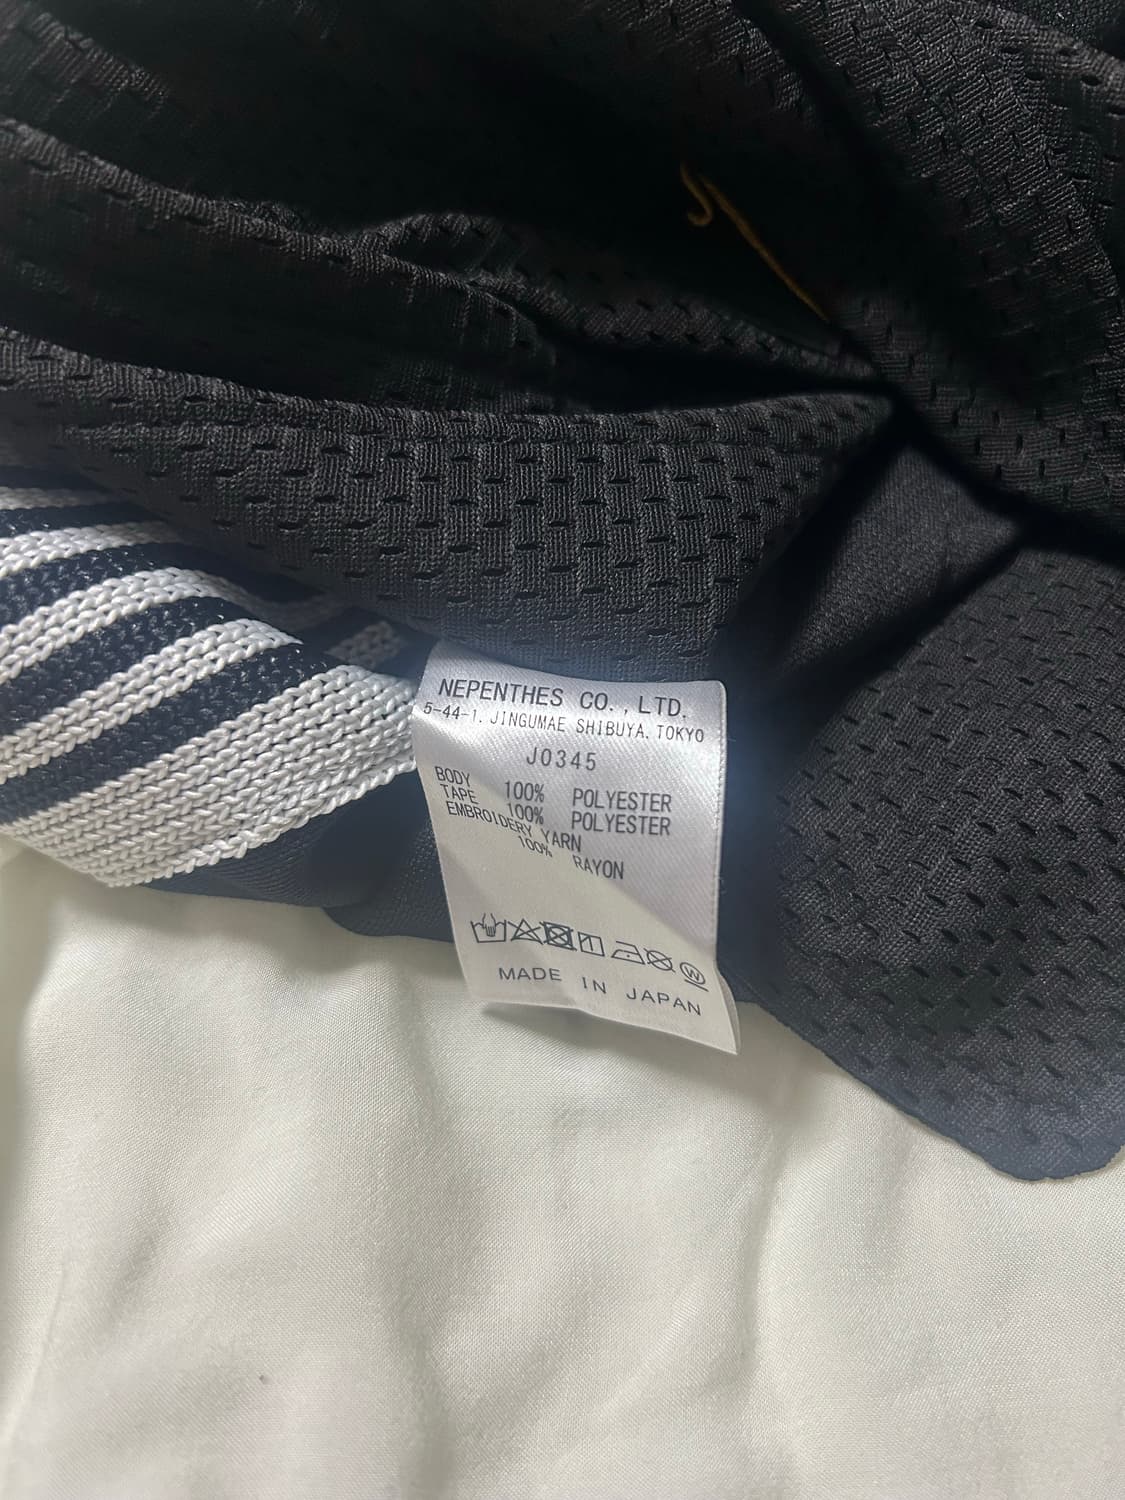 NEPENTHES CO., LTD.
5-44-1. JINGUMAE SHIBUYA. TOKYO
J0345
BODY 100% POLYESTER
TAPE 100% POLYESTER
EMBROIDERY YARN
100% RAYON
MADE IN JAPAN